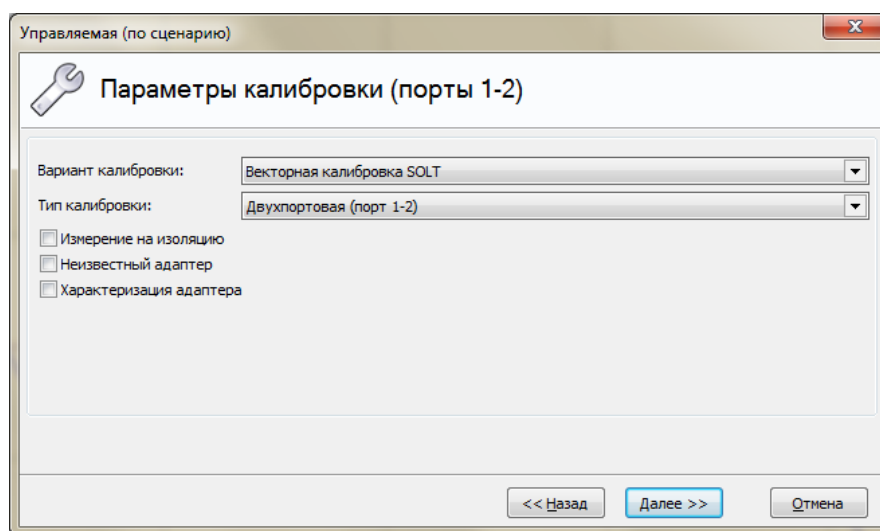 Управляемая (по сценарию)
Параметры калибровки (порты 1-2)
Вариант калибровки: Векторная калибровка SOLT
Тип калибровки: Двухпортовая (порт 1-2)
Измерение на изоляцию
Неизвестный адаптер
Характеризация адаптера
<< Назад Далее >> Отмена